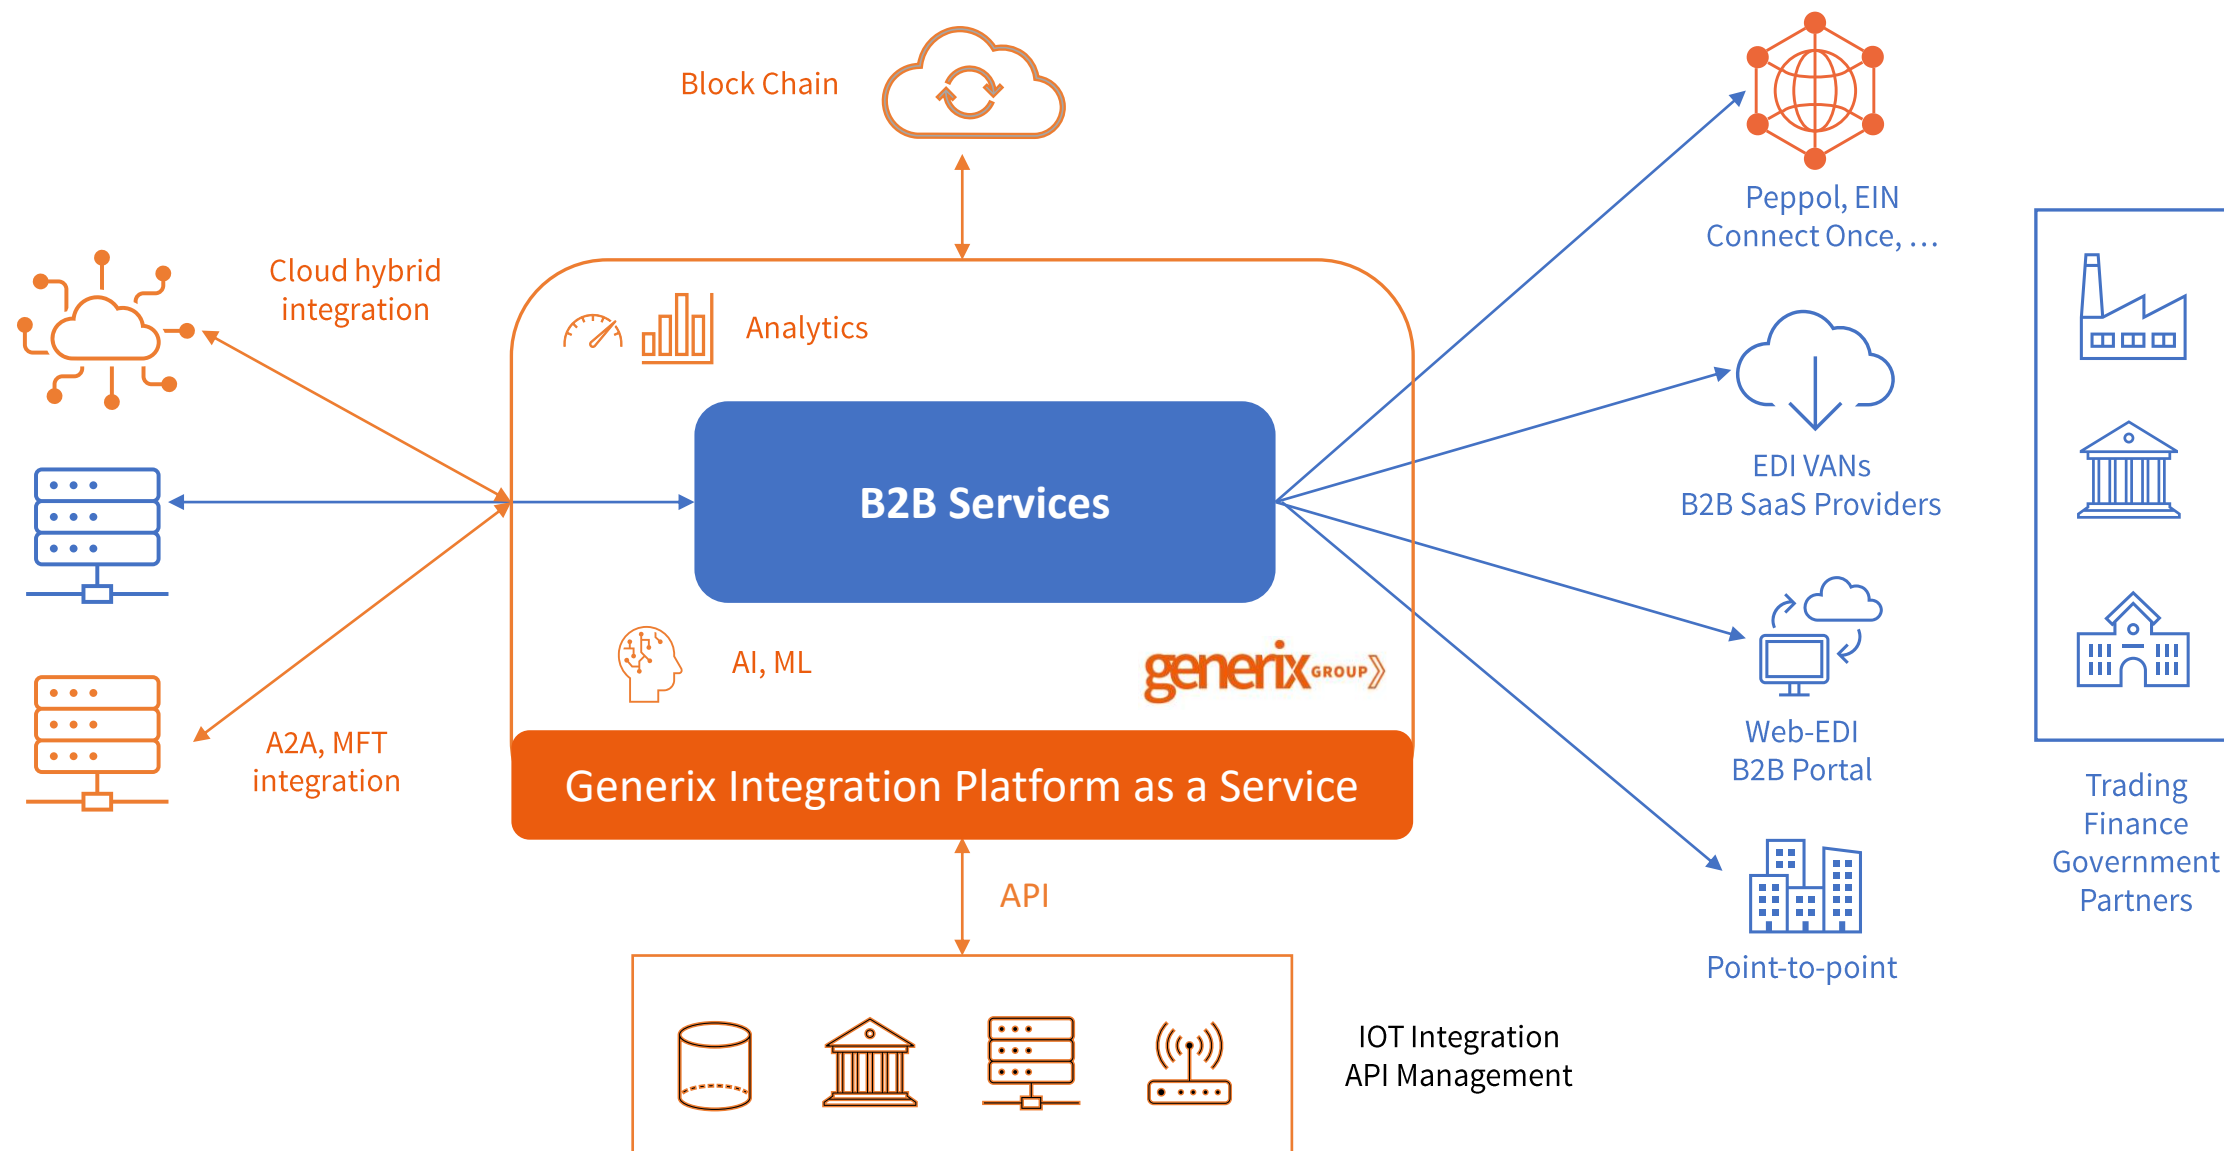 Block Chain
Peppol, EIN
Connect Once, …
Cloud hybrid
integration
Analytics
EDI VANs
B2B SaaS Providers
B2B Services
AI, ML
generix GROUP
Web-EDI
B2B Portal
A2A, MFT
integration
Generix Integration Platform as a Service
Trading
Finance
Government
Partners
API
Point-to-point
IOT Integration
API Management